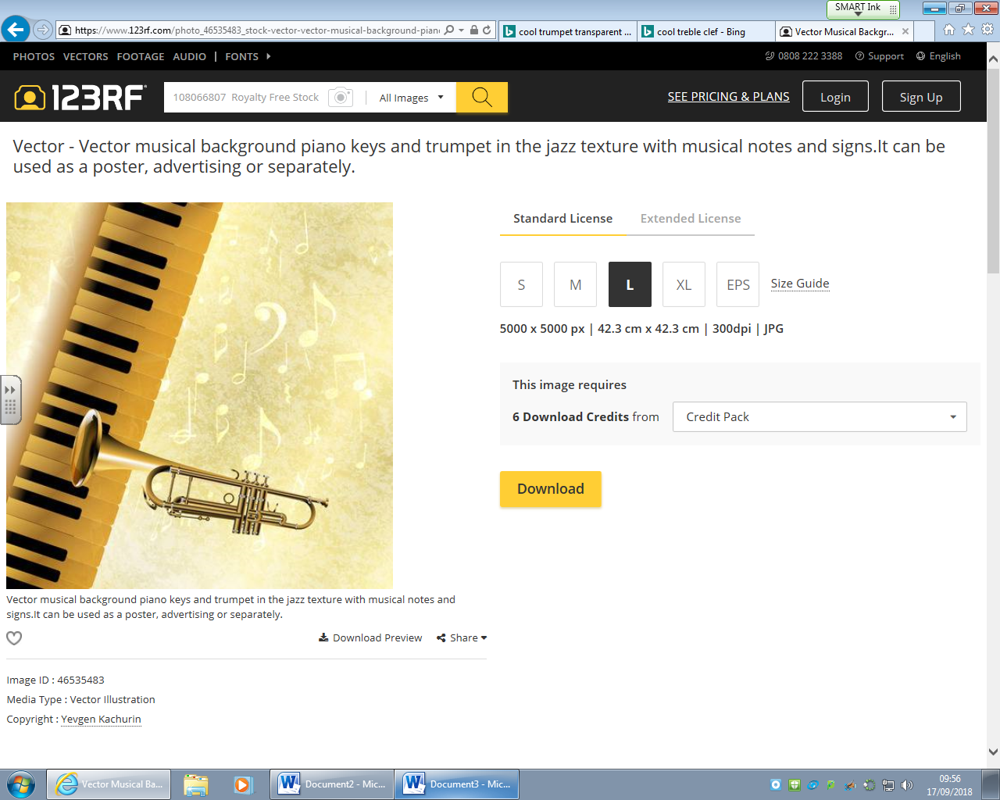 SMART Ink
https://www.123rf.com/photo_46535483_stock-vector-vector-musical-background-pian
cool trumpet transparent ...
cool treble clef - Bing
Vector Musical Backgr...
PHOTOS VECTORS FOOTAGE AUDIO | FONTS
0808 222 3388 Support English
123RF
108066807 Royalty Free Stock
All Images
SEE PRICING & PLANS
Login
Sign Up
Vector - Vector musical background piano keys and trumpet in the jazz texture with musical notes and signs.It can be
used as a poster, advertising or separately.
Standard License Extended License
S M L XL EPS Size Guide
5000 x 5000 px | 42.3 cm x 42.3 cm | 300dpi | JPG
This image requires
6 Download Credits from Credit Pack
Download
Vector musical background piano keys and trumpet in the jazz texture with musical notes and
signs.It can be used as a poster, advertising or separately.
Download Preview Share
Image ID : 46535483
Media Type : Vector Illustration
Copyright : Yevgen Kachurin
Vector Musical Ba...
Document2 - Mic...
Document3 - Mic...
09:56
17/09/2018